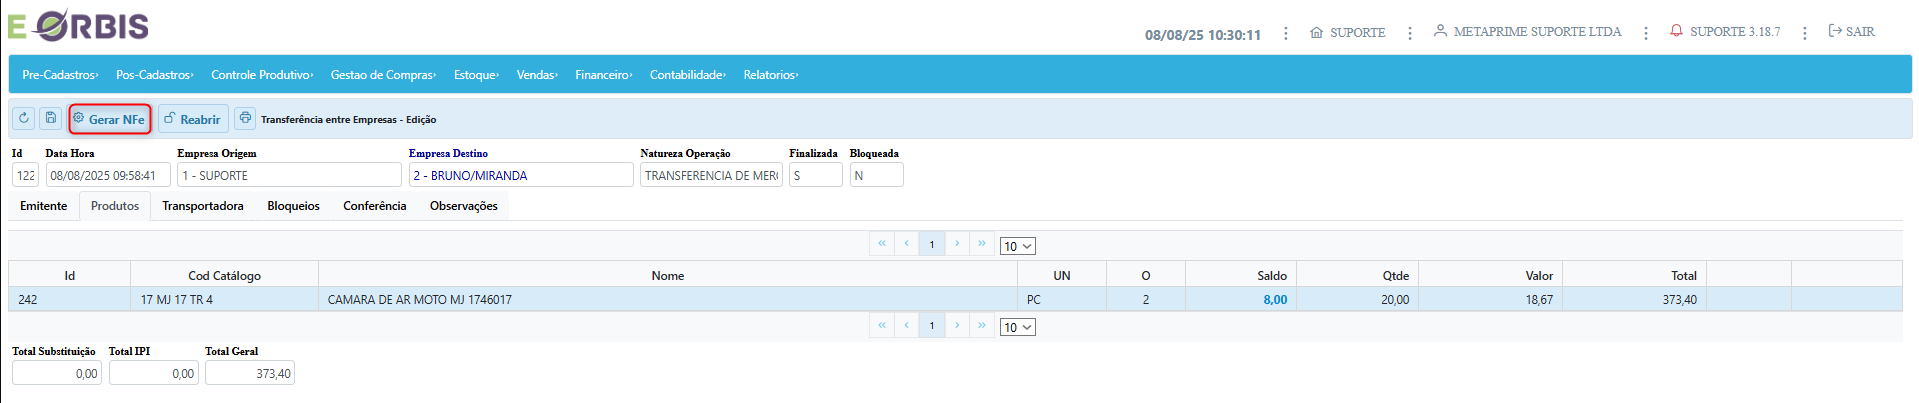 E ORBIS
08/08/25 10:30:11 SUPORTE METAPRIME SUPORTE LTDA SUPORTE 3.18.7 SAIR
Pre-Cadastros Pos-Cadastros Controle Produtivo Gestao de Compras Estoque Vendas Financeiro Contabilidade Relatorios
Gerar NFe Reabrir Transferência entre Empresas - Edição
Id Data Hora Empresa Origem Empresa Destino Natureza Operação Finalizada Bloqueada
122 08/08/2025 09:58:41 1 - SUPORTE 2 - BRUNO/MIRANDA TRANSFERENCIA DE MER S N
Emitente Produtos Transportadora Bloqueios Conferência Observações
« ‹ 1 › » 10
Id Cod Catálogo Nome UN O Saldo Qtde Valor Total
242 17 MJ 17 TR 4 CAMARA DE AR MOTO MJ 1746017 PC 2 8,00 20,00 18,67 373,40
« ‹ 1 › » 10
Total Substituição Total IPI Total Geral
0,00 0,00 373,40